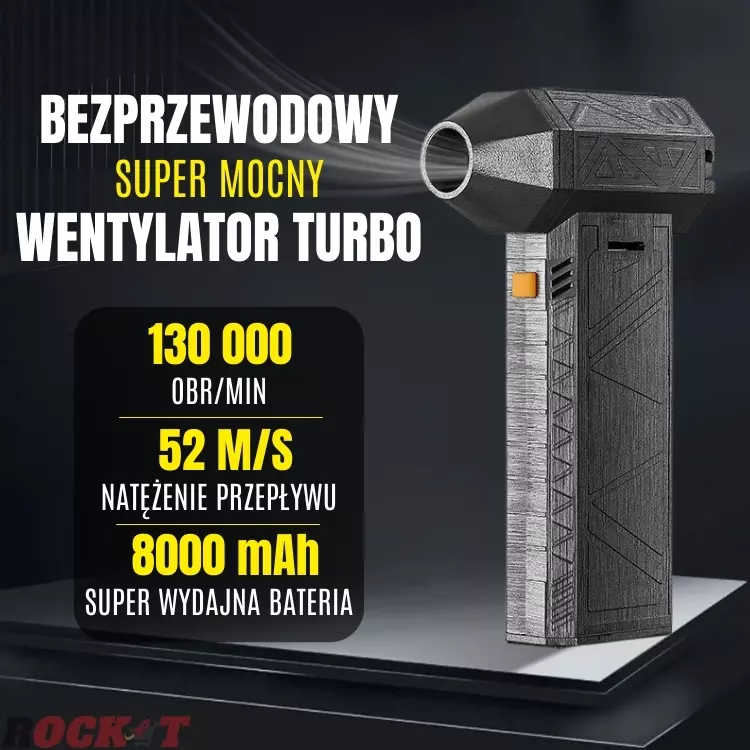 BEZPRZEWODOWY
SUPER MOCNY
WENTYLATOR TURBO
130 000
OBR/MIN
52 M/S
NATĘŻENIE PRZEPŁYWU
8000 mAh
SUPER WYDAJNA BATERIA